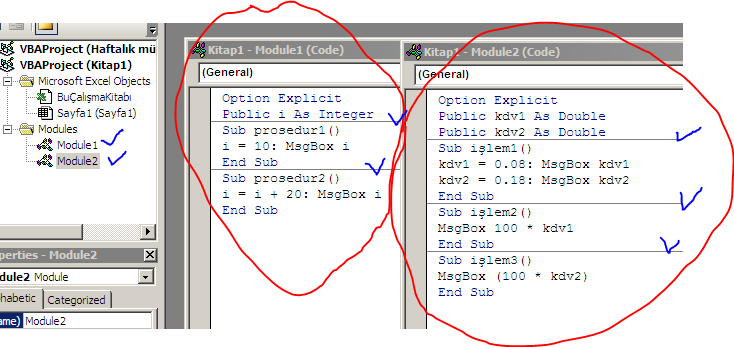 VBAProject (Haftalık mü
VBAProject (Kitap1)
Microsoft Excel Objects
BuÇalışmaKitabı
Sayfa1 (Sayfa1)
Modules
Module1
Module2
Properties - Module2
dule2 Module
habetic Categorized
ame) Module2
Kitap1 - Module1 (Code)
(General)
Option Explicit
Public i As Integer
Sub prosedur1()
i = 10: MsgBox i
End Sub
Sub prosedur2()
i = i + 20: MsgBox i
End Sub
Kitap1 - Module2 (Code)
(General)
Option Explicit
Public kdv1 As Double
Public kdv2 As Double
Sub işlem1()
kdv1 = 0.08: MsgBox kdv1
kdv2 = 0.18: MsgBox kdv2
End Sub
Sub işlem2()
MsgBox 100 * kdv1
End Sub
Sub işlem3()
MsgBox (100 * kdv2)
End Sub